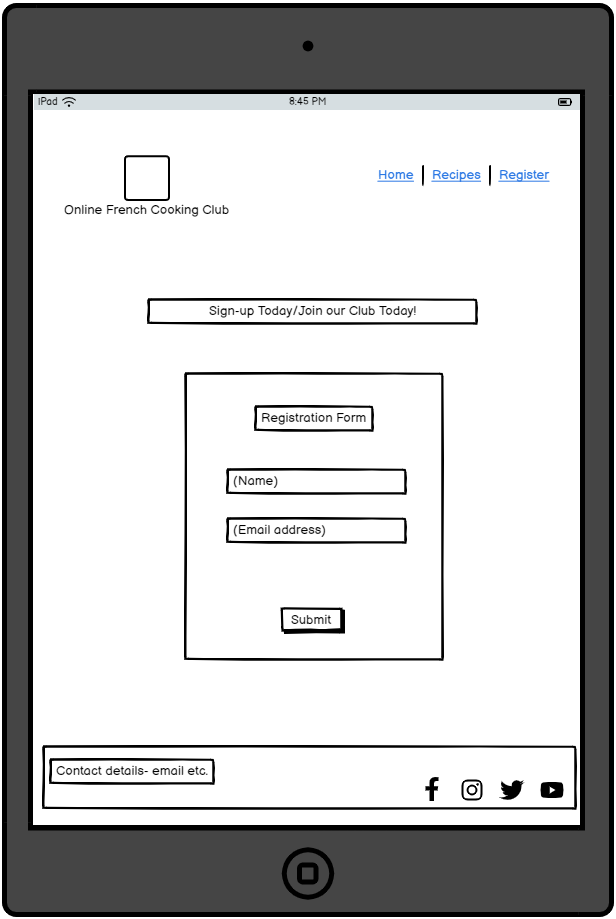 iPad 8:45 PM
Home Recipes Register
Online French Cooking Club
Sign-up Today/Join our Club Today!
Registration Form
(Name)
(Email address)
Submit
Contact details- email etc.